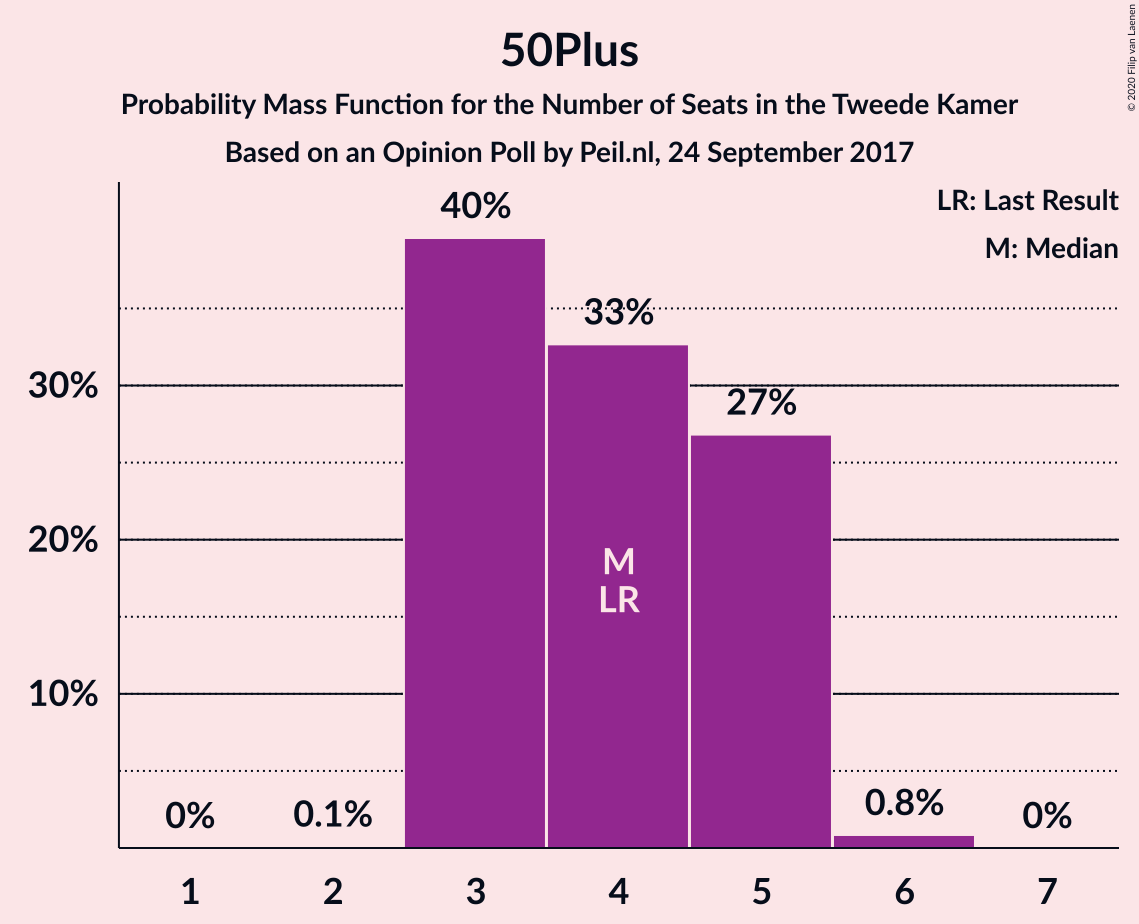 50Plus
Probability Mass Function for the Number of Seats in the Tweede Kamer
Based on an Opinion Poll by Peil.nl, 24 September 2017
© 2020 Filip van Laenen
LR: Last Result
M: Median
40%
33%
30%
27%
20%
M
LR
10%
0%
0.1%
0.8%
0%
1 2 3 4 5 6 7